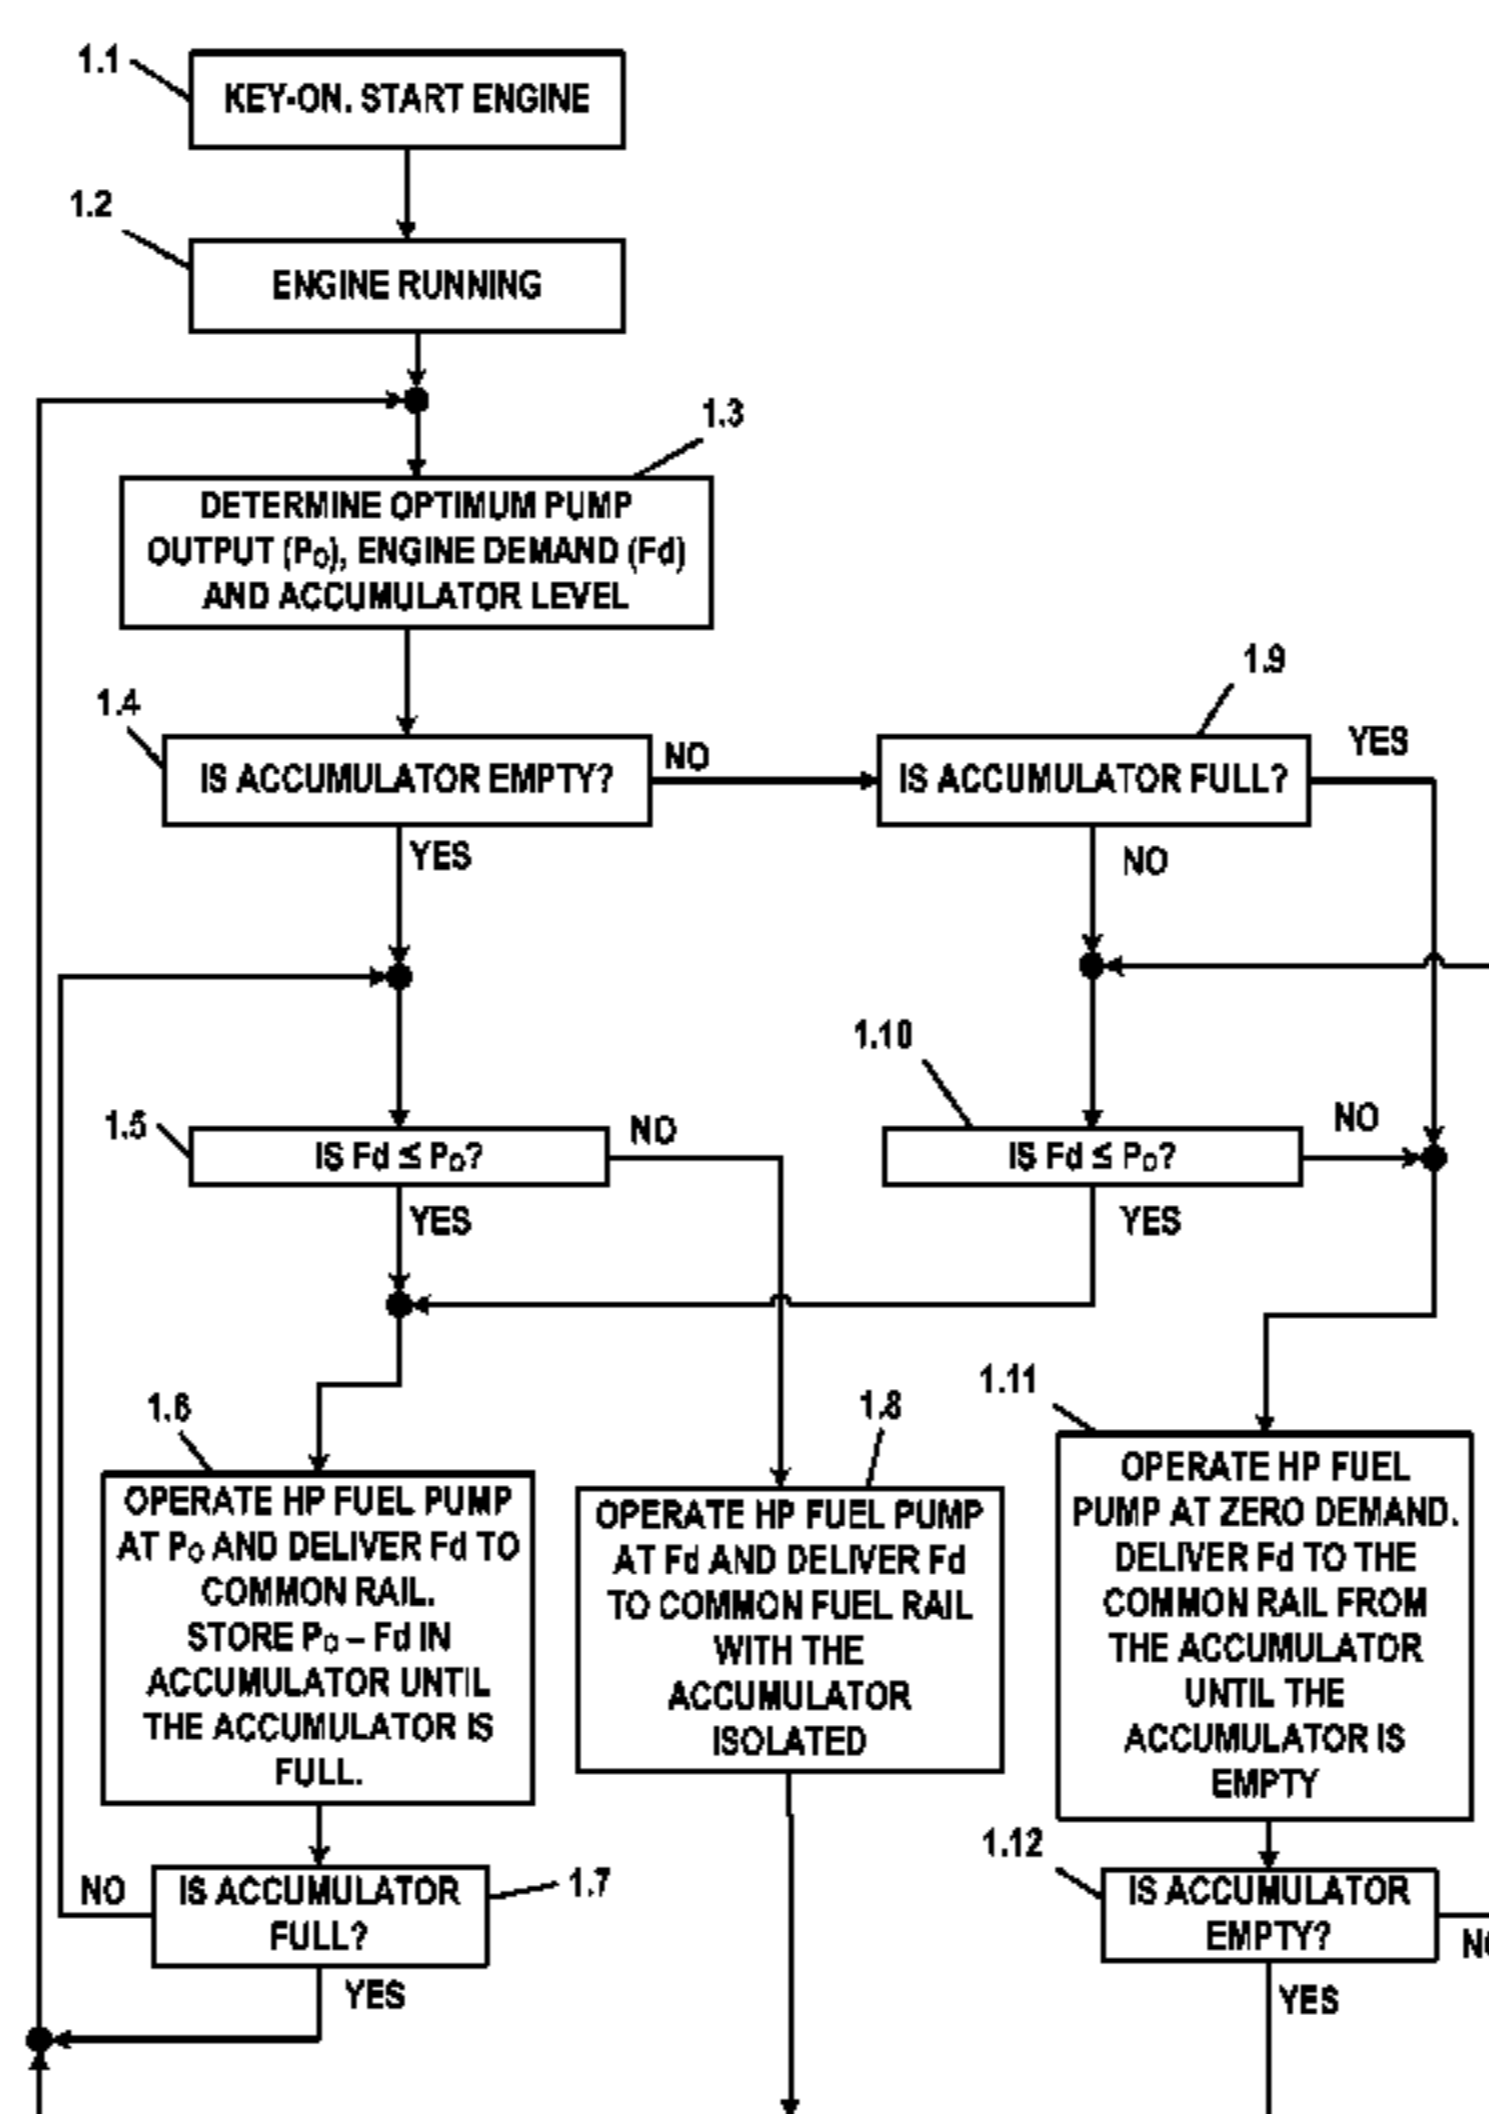 1.1
KEY-ON. START ENGINE
1.2
ENGINE RUNNING
1.3
DETERMINE OPTIMUM PUMP
OUTPUT (PO), ENGINE DEMAND (Fd)
AND ACCUMULATOR LEVEL
1.4
IS ACCUMULATOR EMPTY?
NO
YES
1.9
IS ACCUMULATOR FULL?
YES
NO
1.5
IS Fd ≤ PO?
NO
YES
1.10
IS Fd ≤ PO?
NO
YES
1.6
OPERATE HP FUEL PUMP
AT PO AND DELIVER Fd TO
COMMON RAIL.
STORE PO – Fd IN
ACCUMULATOR UNTIL
THE ACCUMULATOR IS
FULL.
1.8
OPERATE HP FUEL PUMP
AT Fd AND DELIVER Fd
TO COMMON FUEL RAIL
WITH THE
ACCUMULATOR
ISOLATED
1.11
OPERATE HP FUEL
PUMP AT ZERO DEMAND.
DELIVER Fd TO THE
COMMON RAIL FROM
THE ACCUMULATOR
UNTIL THE
ACCUMULATOR IS
EMPTY
1.7
IS ACCUMULATOR
FULL?
NO
YES
1.12
IS ACCUMULATOR
EMPTY?
NO
YES